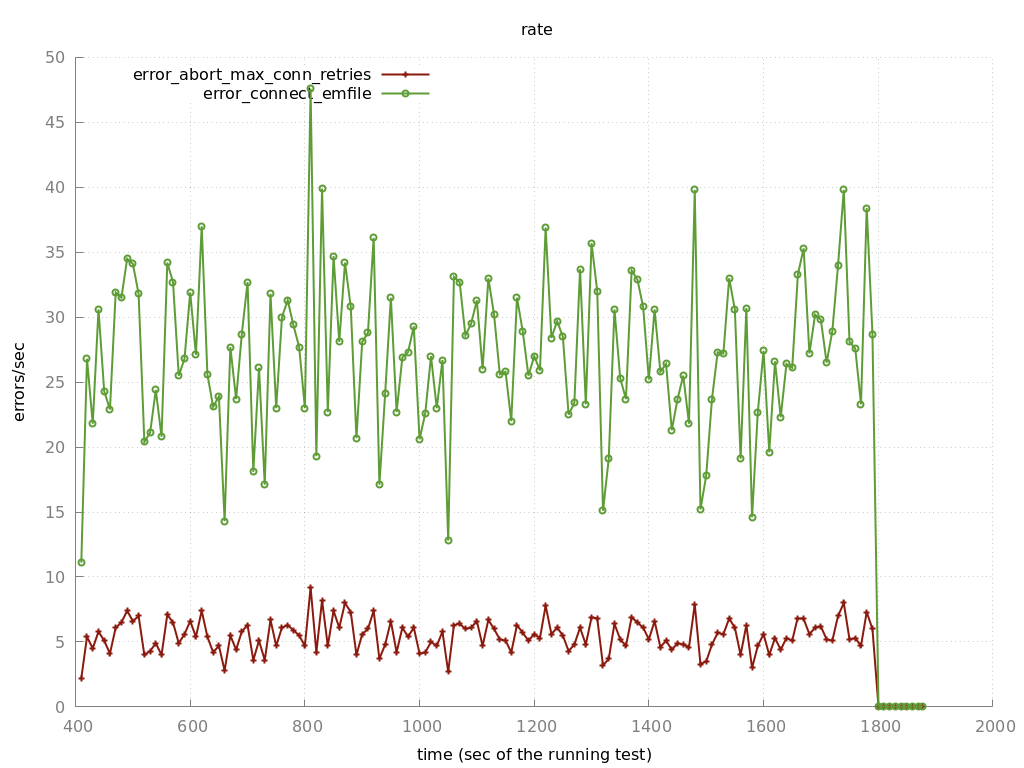 rate
50
45
40
35
30
25
20
15
10
5
0
errors/sec
error_abort_max_conn_retries
error_connect_emfile
400 600 800 1000 1200 1400 1600 1800 2000
time (sec of the running test)